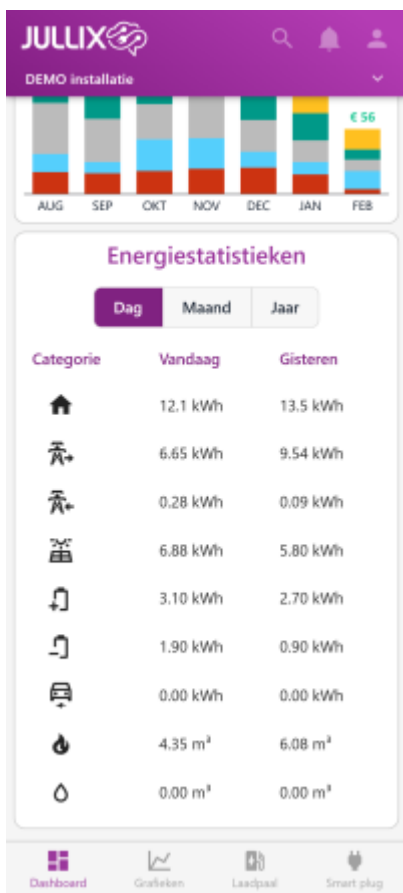 JULLIX
DEMO installatie
€ 56
AUG SEP OKT NOV DEC JAN FEB
Energiestatistieken
Dag Maand Jaar
Categorie Vandaag Gisteren
12.1 kWh 13.5 kWh
6.65 kWh 9.54 kWh
0.28 kWh 0.09 kWh
6.88 kWh 5.80 kWh
3.10 kWh 2.70 kWh
1.90 kWh 0.90 kWh
0.00 kWh 0.00 kWh
4.35 m³ 6.08 m³
0.00 m³ 0.00 m³
Dashboard Grafieken Laadpaal Smart plug